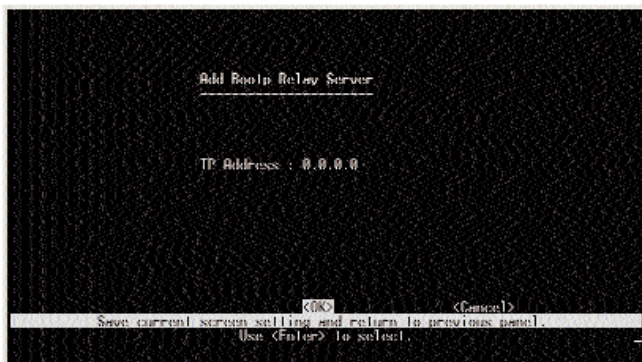 Add Bootp Relay Server
IP Address : 0.0.0.0
<OK> <Cancel>
Save current screen setting and return to previous panel.
Use <Enter> to select.